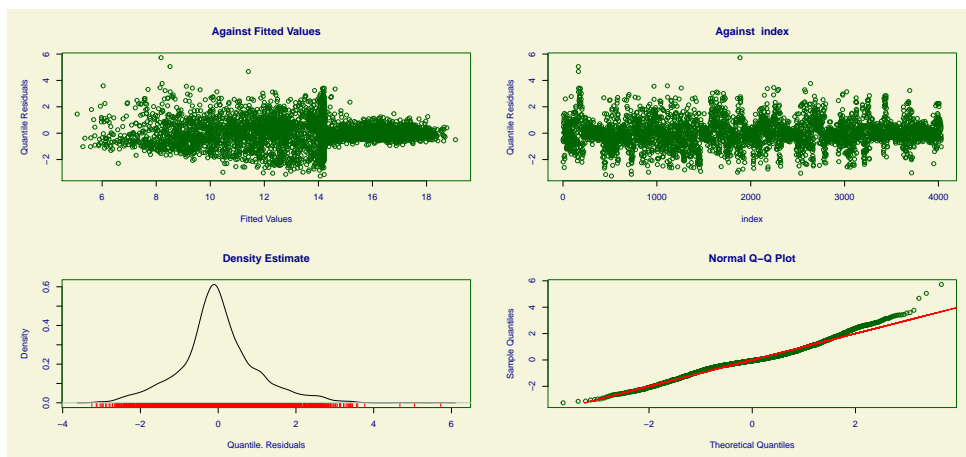 Against Fitted Values
Quantile Residuals
−2 0 2 4 6
6 8 10 12 14 16 18
Fitted Values
Against index
Quantile Residuals
−2 0 2 4 6
0 1000 2000 3000 4000
index
Density Estimate
Density
0.0 0.2 0.4 0.6
−4 −2 0 2 4 6
Quantile. Residuals
Normal Q−Q Plot
Sample Quantiles
−2 0 2 4 6
−2 0 2
Theoretical Quantiles